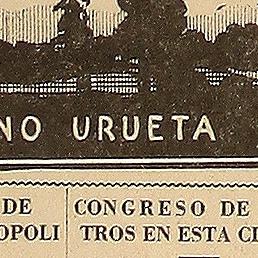 NO URUETA
DE
OPOLI
CONGRESO DE
TROS EN ESTA CI